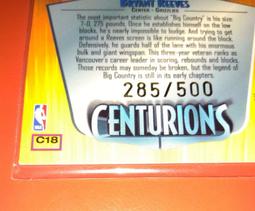 BRYANT REEVES
CENTER - GRIZZLIES
The most important statistic about "Big Country" is his size:
7-0, 275 pounds. Once he establishes himself on the low
blocks, he's nearly impossible to budge. And trying to get
around a Reeves screen is like running around the block.
Defensively, he guards half of the lane with his enormous
bulk and giant wingspan. This three-year veteran ranks as
Vancouver's career leader in scoring, rebounds and blocks.
Those records may someday be broken, but the legend of
Big Country is still in its early chapters.
285/500
NBA
C18
CENTURIONS